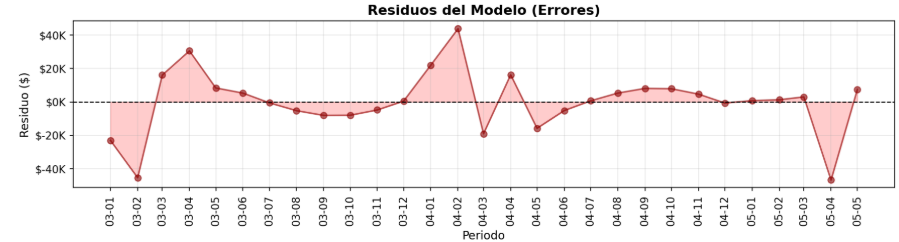 Residuos del Modelo (Errores)
$40K
$20K
$0K
$-20K
$-40K
Residuo ($)
03-01 03-02 03-03 03-04 03-05 03-06 03-07 03-08 03-09 03-10 03-11 03-12 04-01 04-02 04-03 04-04 04-05 04-06 04-07 04-08 04-09 04-10 04-11 04-12 05-01 05-02 05-03 05-04 05-05
Periodo